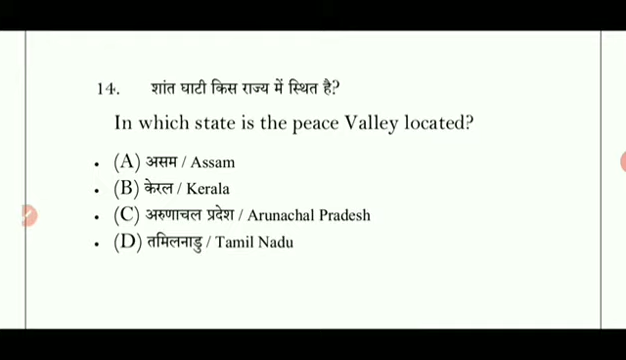 14. शांत घाटी किस राज्य में स्थित है?
In which state is the peace Valley located?
• (A) असम / Assam
• (B) केरल / Kerala
• (C) अरुणाचल प्रदेश / Arunachal Pradesh
• (D) तमिलनाडु / Tamil Nadu